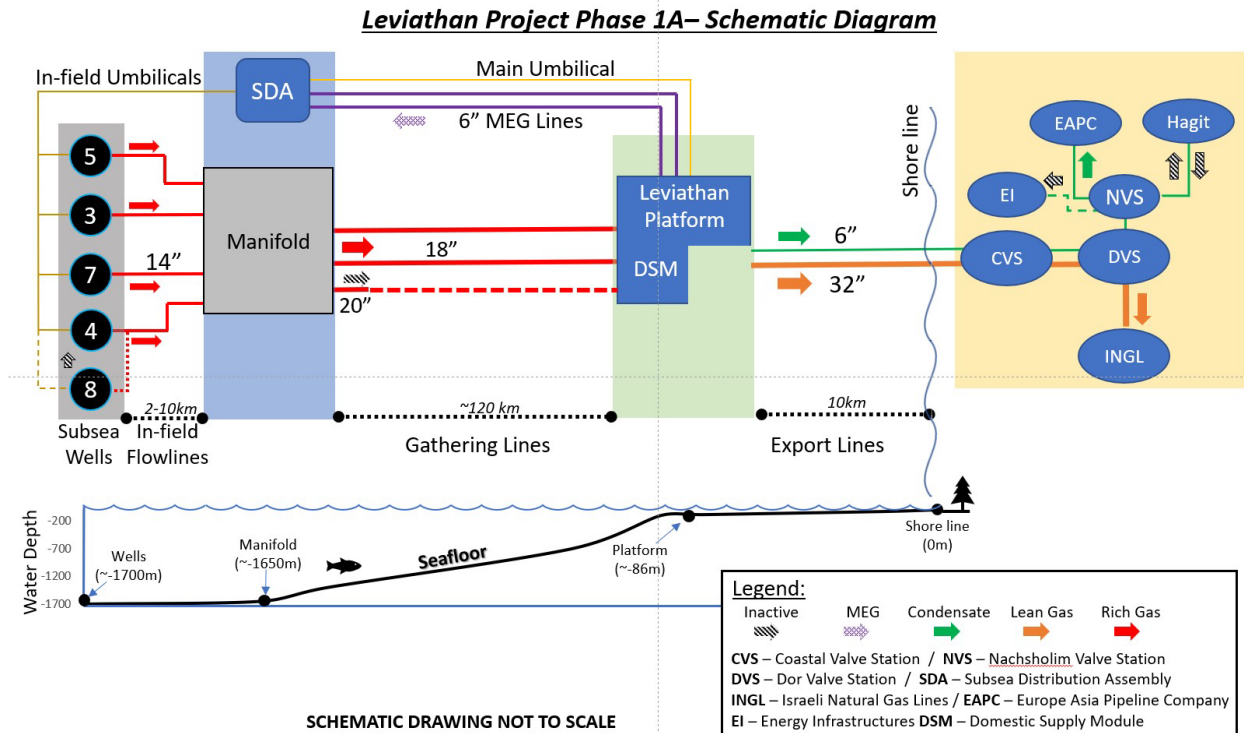 Leviathan Project Phase 1A– Schematic Diagram
In-field Umbilicals
SDA
Main Umbilical
6” MEG Lines
Shore line
EAPC
Hagit
EI
NVS
5
3
7
4
8
14”
Manifold
18”
20”
Leviathan
Platform
DSM
6”
32”
CVS
DVS
INGL
2-10km
~120 km
10km
Subsea
Wells
In-field
Flowlines
Gathering Lines
Export Lines
Water Depth
-200
-700
-1200
-1700
Wells
(~-1700m)
Manifold
(~-1650m)
Seafloor
Platform
(~-86m)
Shore line
(0m)
Legend:
Inactive
MEG
Condensate
Lean Gas
Rich Gas
CVS – Coastal Valve Station / NVS – Nachsholim Valve Station
DVS – Dor Valve Station / SDA – Subsea Distribution Assembly
INGL – Israeli Natural Gas Lines / EAPC – Europe Asia Pipeline Company
EI – Energy Infrastructures DSM – Domestic Supply Module
SCHEMATIC DRAWING NOT TO SCALE